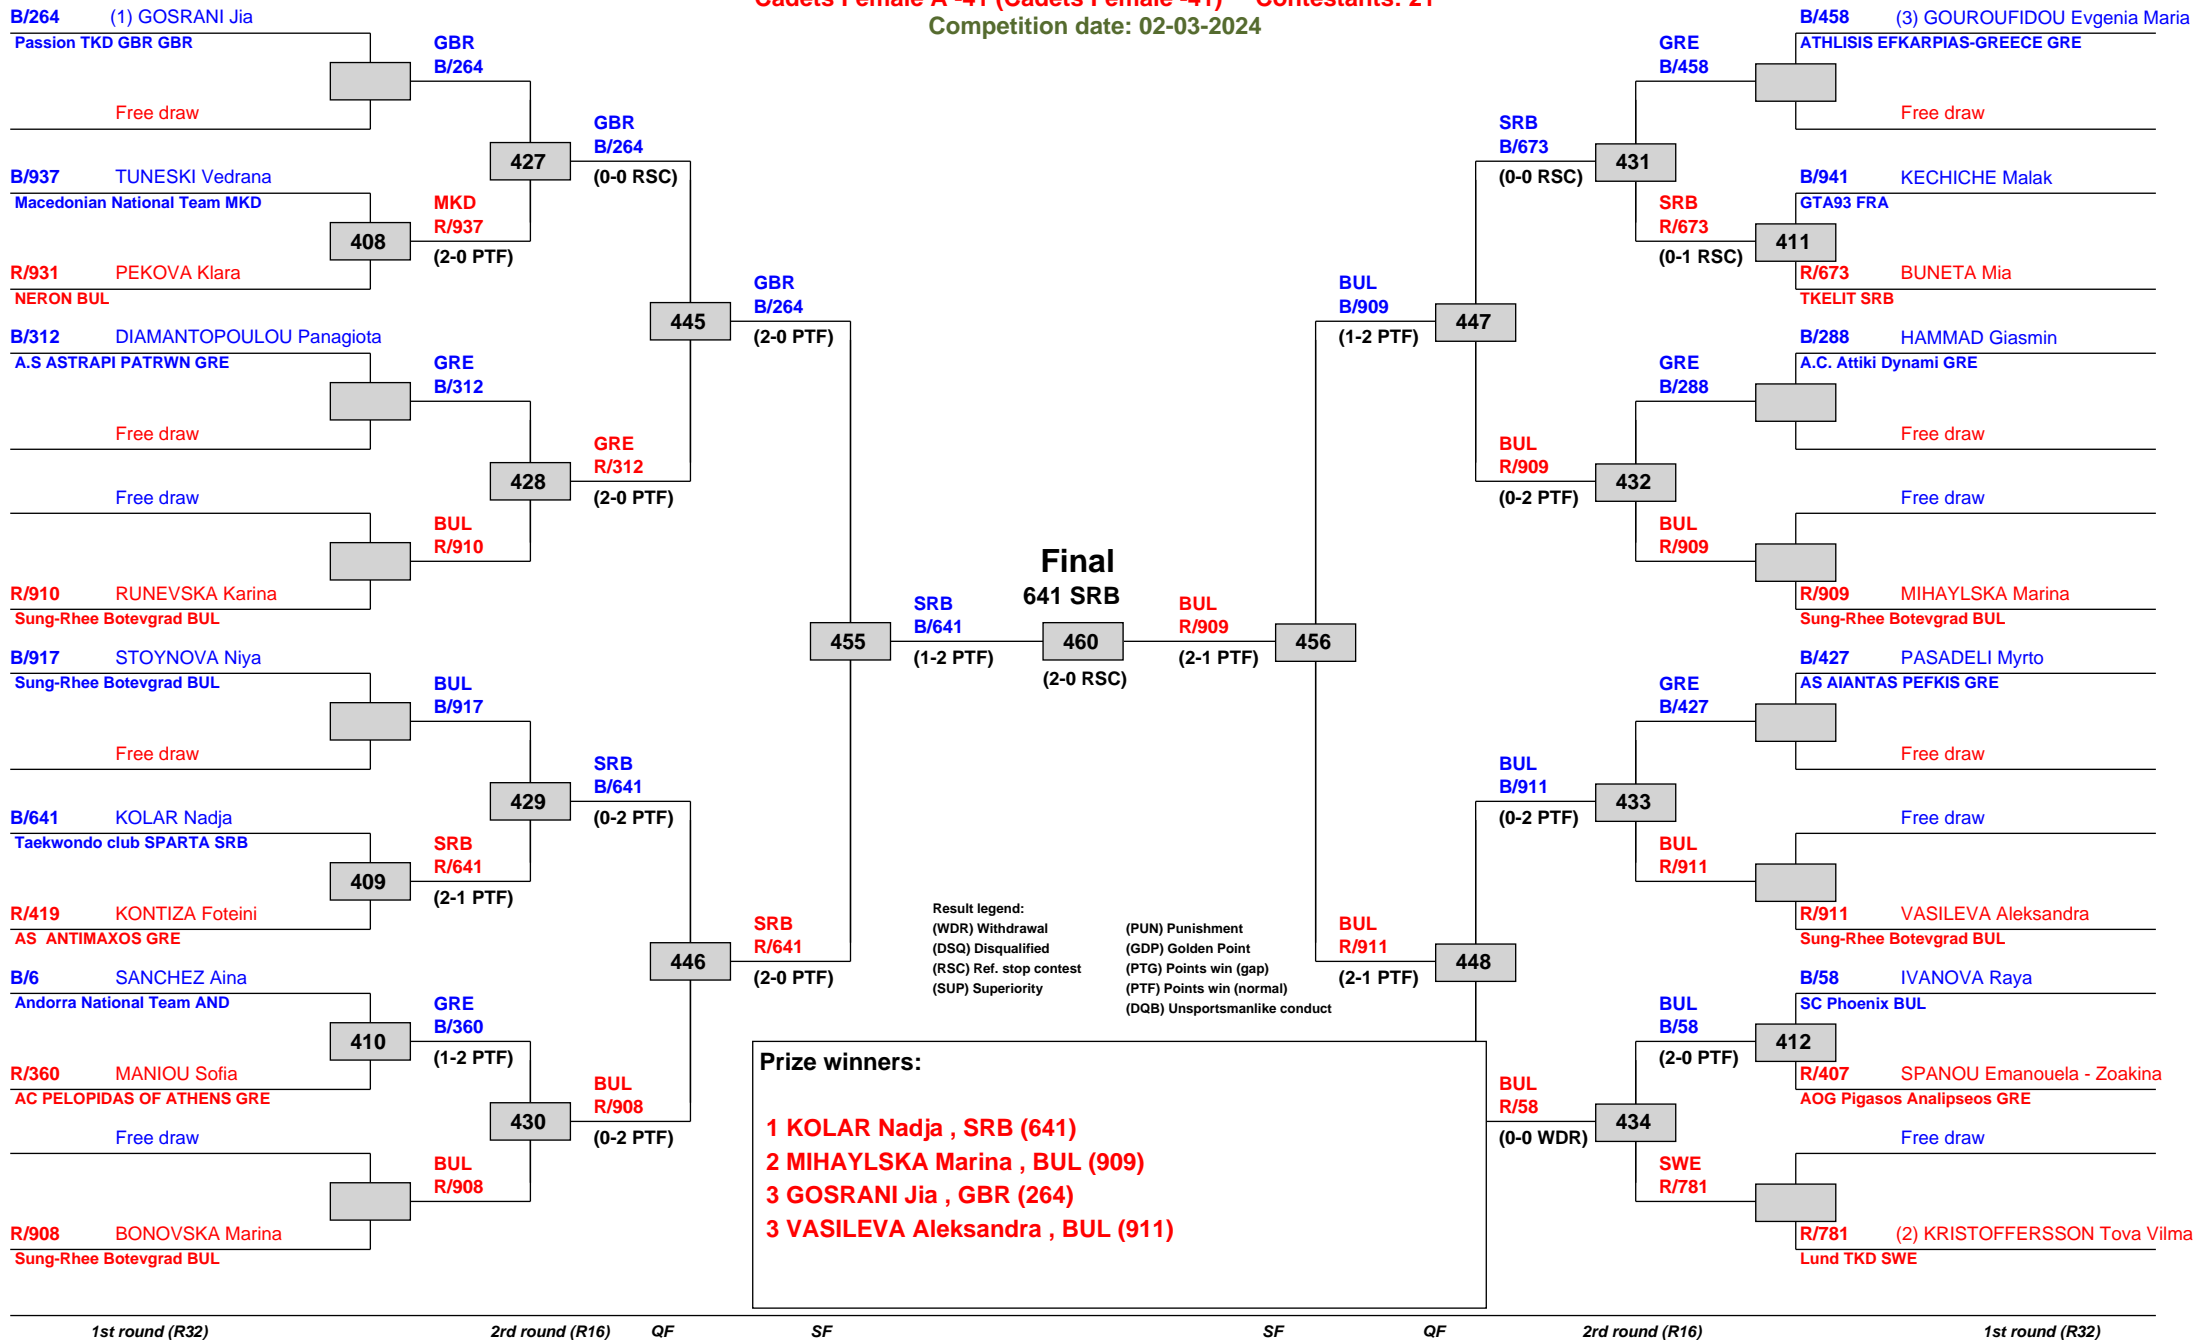 Cadets Female A -41 (Cadets Female -41) Contestants: 21
Competition date: 02-03-2024
B/264 (1) GOSRANI Jia
Passion TKD GBR GBR
Free draw
GBR
B/264
B/937 TUNESKI Vedrana
Macedonian National Team MKD
408
R/931 PEKOVA Klara
NERON BUL
MKD
R/937
(2-0 PTF)
427
GBR
B/264
(0-0 RSC)
B/312 DIAMANTOPOULOU Panagiota
A.S ASTRAPI PATRWN GRE
Free draw
GRE
B/312
Free draw
R/910 RUNEVSKA Karina
Sung-Rhee Botevgrad BUL
BUL
R/910
428
GRE
R/312
(2-0 PTF)
445
GBR
B/264
(2-0 PTF)
B/917 STOYNOVA Niya
Sung-Rhee Botevgrad BUL
Free draw
BUL
B/917
B/641 KOLAR Nadja
Taekwondo club SPARTA SRB
409
R/419 KONTIZA Foteini
AS ANTIMAXOS GRE
SRB
R/641
(2-1 PTF)
429
SRB
B/641
(0-2 PTF)
B/6 SANCHEZ Aina
Andorra National Team AND
410
R/360 MANIOU Sofia
AC PELOPIDAS OF ATHENS GRE
GRE
B/360
(1-2 PTF)
Free draw
R/908 BONOVSKA Marina
Sung-Rhee Botevgrad BUL
BUL
R/908
430
BUL
R/908
(0-2 PTF)
446
SRB
R/641
(2-0 PTF)
455
SRB
B/641
(1-2 PTF)
Final
641 SRB
460
(2-0 RSC)
BUL
R/909
(2-1 PTF)
456
BUL
B/909
(1-2 PTF)
447
SRB
B/673
(0-0 RSC)
431
GRE
B/458
B/458 (3) GOUROUFIDOU Evgenia Maria
ATHLISIS EFKARPIAS-GREECE GRE
Free draw
SRB
R/673
(0-1 RSC)
411
B/941 KECHICHE Malak
GTA93 FRA
R/673 BUNETA Mia
TKELIT SRB
BUL
R/909
(0-2 PTF)
432
GRE
B/288
B/288 HAMMAD Giasmin
A.C. Attiki Dynami GRE
Free draw
BUL
R/909
Free draw
R/909 MIHAYLSKA Marina
Sung-Rhee Botevgrad BUL
BUL
R/911
(2-1 PTF)
448
BUL
B/911
(0-2 PTF)
433
GRE
B/427
B/427 PASADELI Myrto
AS AIANTAS PEFKIS GRE
Free draw
BUL
R/911
Free draw
R/911 VASILEVA Aleksandra
Sung-Rhee Botevgrad BUL
BUL
R/58
(0-0 WDR)
434
BUL
B/58
(2-0 PTF)
412
B/58 IVANOVA Raya
SC Phoenix BUL
R/407 SPANOU Emanouela - Zoakina
AOG Pigasos Analipseos GRE
SWE
R/781
Free draw
R/781 (2) KRISTOFFERSSON Tova Vilma
Lund TKD SWE
Result legend:
(WDR) Withdrawal (PUN) Punishment
(DSQ) Disqualified (GDP) Golden Point
(RSC) Ref. stop contest (PTG) Points win (gap)
(SUP) Superiority (PTF) Points win (normal)
(DQB) Unsportsmanlike conduct
Prize winners:
1 KOLAR Nadja , SRB (641)
2 MIHAYLSKA Marina , BUL (909)
3 GOSRANI Jia , GBR (264)
3 VASILEVA Aleksandra , BUL (911)
1st round (R32) 2rd round (R16) QF SF SF QF 2rd round (R16) 1st round (R32)